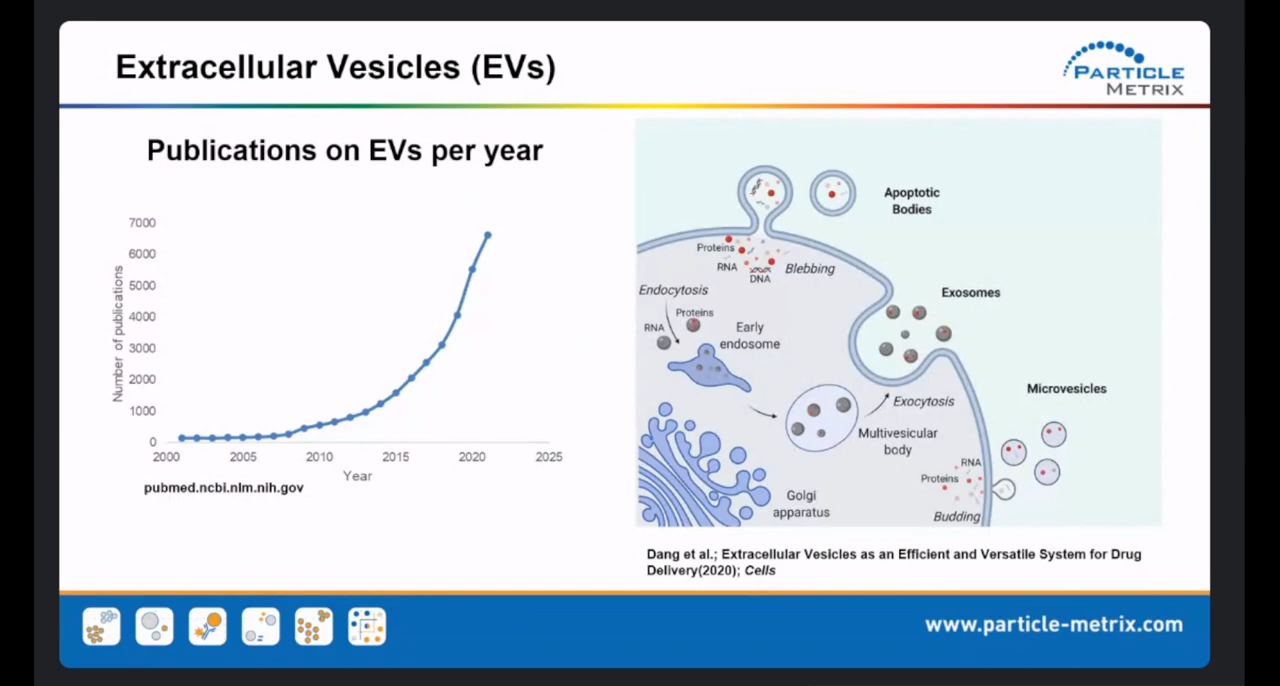 Extracellular Vesicles (EVs)
PARTICLE
METRIX
Publications on EVs per year
7000
6000
5000
4000
3000
2000
1000
0
Number of publications
2000 2005 2010 2015 2020 2025
Year
pubmed.ncbi.nlm.nih.gov
Apoptotic
Bodies
Proteins
RNA
DNA
Blebbing
Endocytosis
Proteins
RNA
Early
endosome
Exosomes
Exocytosis
Multivesicular
body
Microvesicles
RNA
Proteins
Budding
Golgi
apparatus
Dang et al.; Extracellular Vesicles as an Efficient and Versatile System for Drug
Delivery(2020); Cells
www.particle-metrix.com